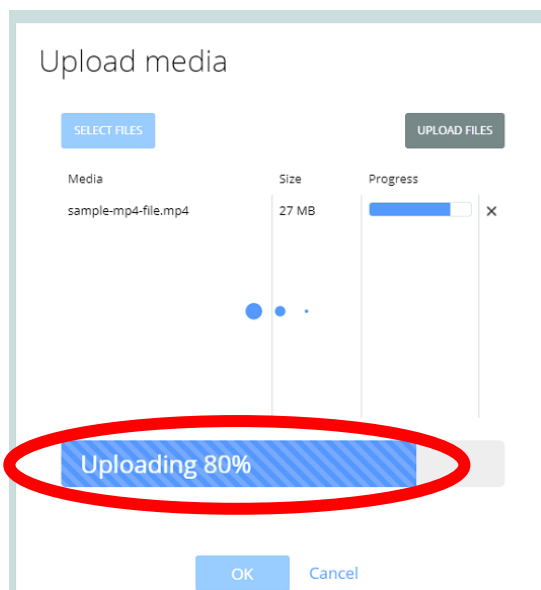 Upload media
SELECT FILES
UPLOAD FILES
Media Size Progress
sample-mp4-file.mp4 27 MB
Uploading 80%
OK Cancel